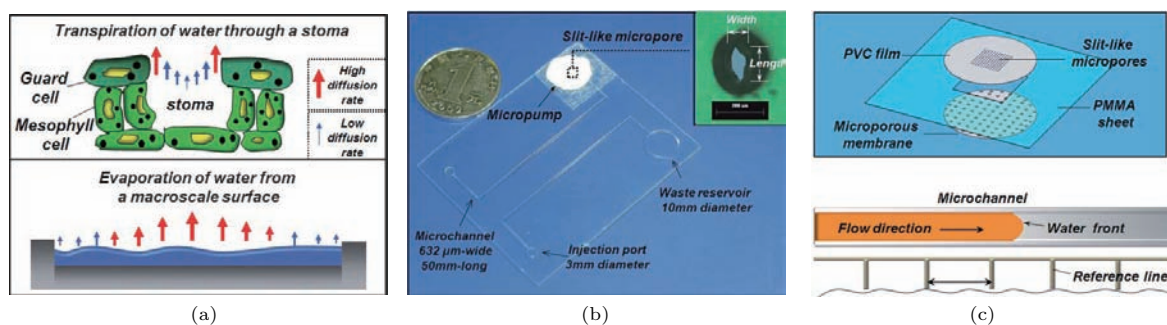 Transpiration of water through a stoma
Guard
cell
Mesophyll
cell
stoma
High
diffusion
rate
Low
diffusion
rate
Evaporation of water from
a macroscale surface
(a)
Slit-like micropore
Width
Length
Micropump
Waste reservoir
10mm diameter
Microchannel
632 μm-wide
50mm-long
Injection port
3mm diameter
(b)
PVC film
Slit-like
micropores
PMMA
sheet
Microporous
membrane
Microchannel
Flow direction
Water front
Reference line
(c)